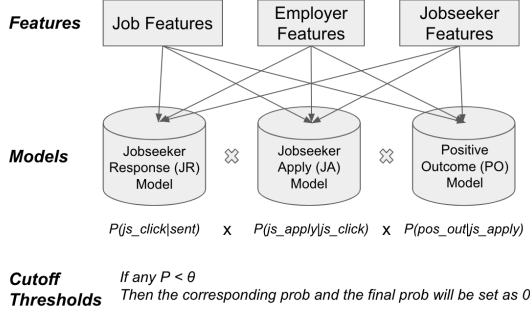 Features
Job Features
Employer
Features
Jobseeker
Features
Models
Jobseeker
Response (JR)
Model
Jobseeker
Apply (JA)
Model
Positive
Outcome (PO)
Model
P(js_click|sent) x P(js_apply|js_click) x P(pos_out|js_apply)
Cutoff
Thresholds
If any P < θ
Then the corresponding prob and the final prob will be set as 0